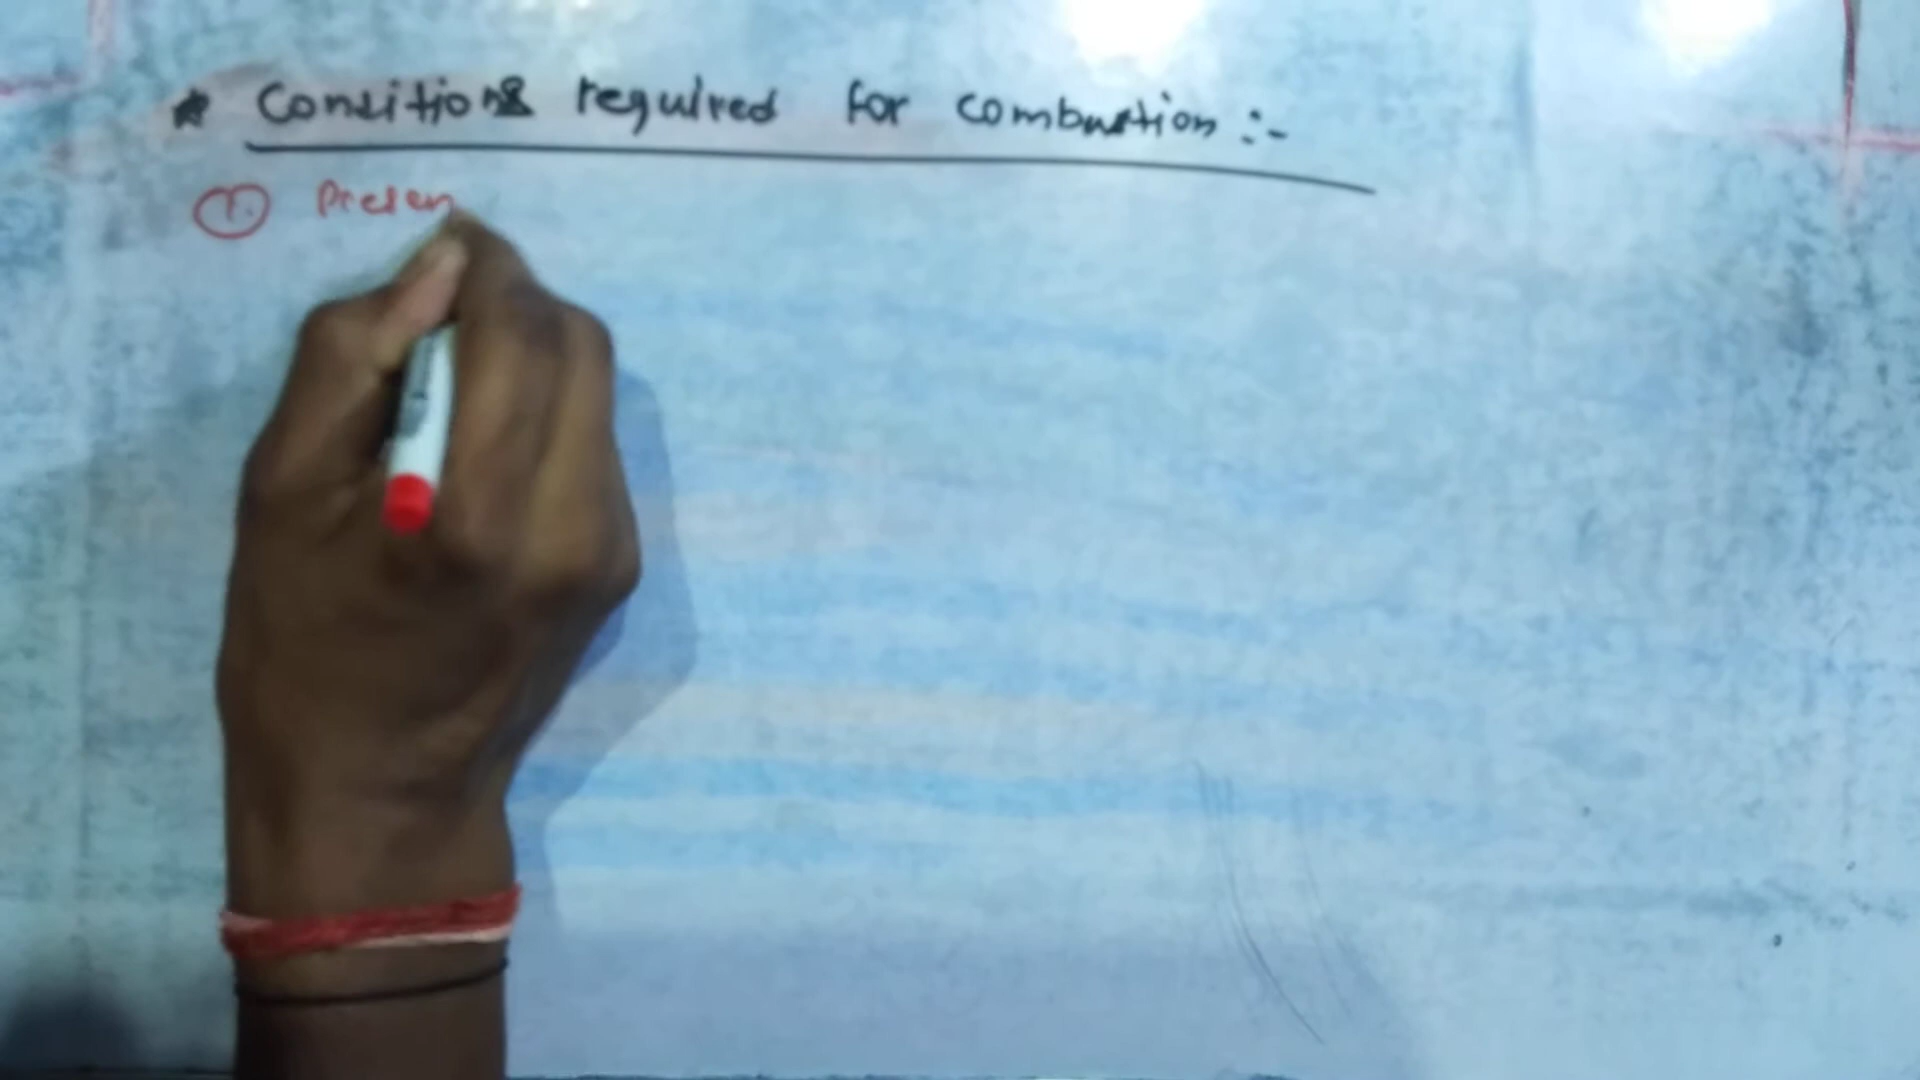 * Conditions required for combustion :-
1. Presen